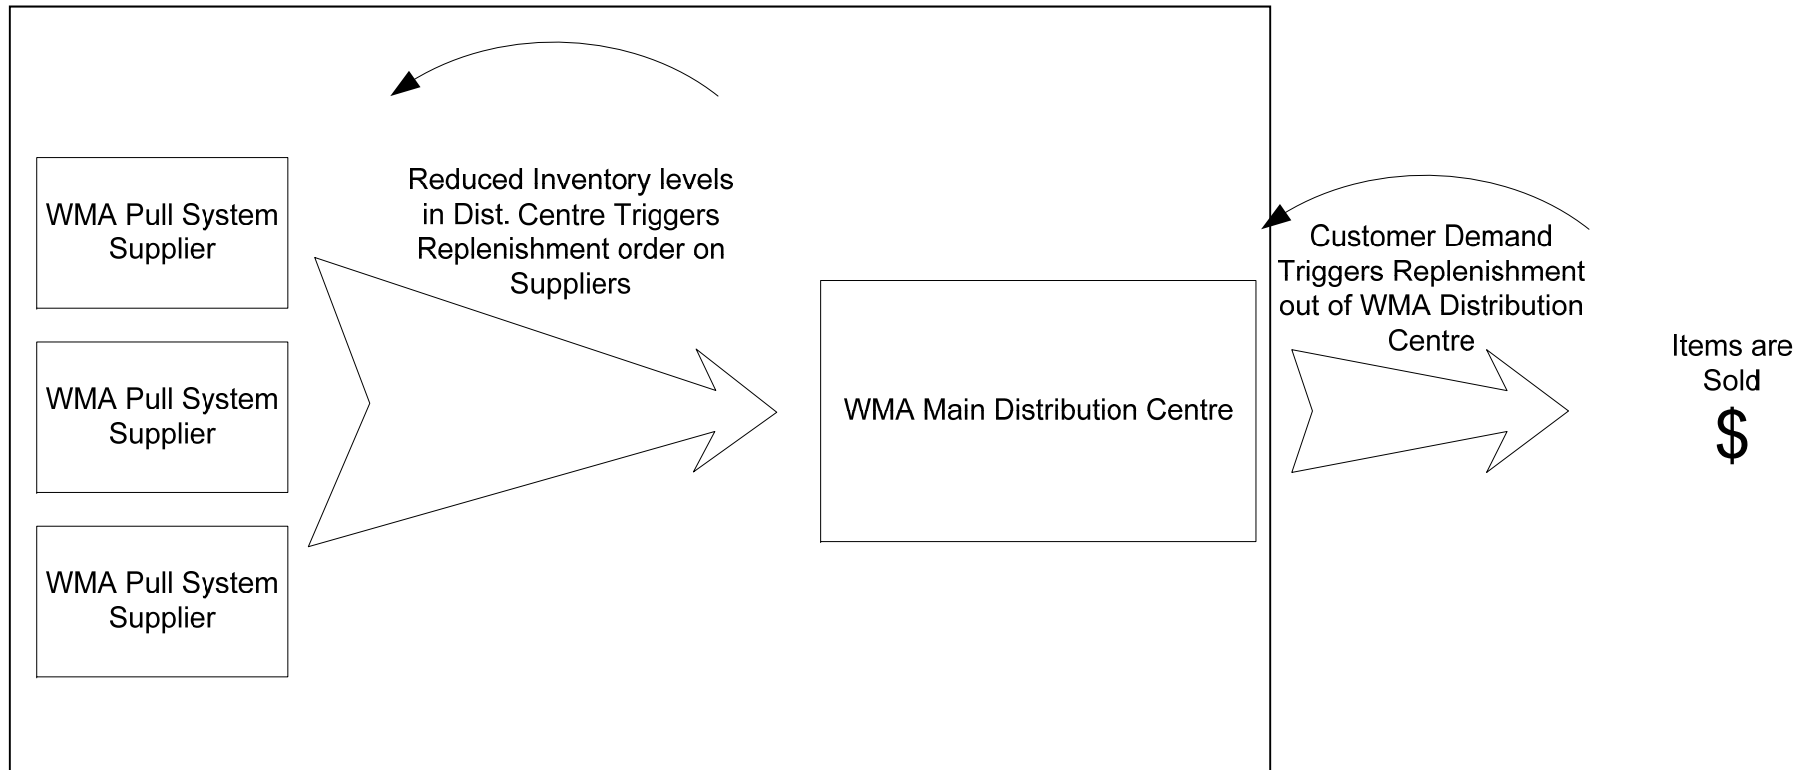 WMA Pull System
Supplier
WMA Pull System
Supplier
WMA Pull System
Supplier
Reduced Inventory levels
in Dist. Centre Triggers
Replenishment order on
Suppliers
WMA Main Distribution Centre
Customer Demand
Triggers Replenishment
out of WMA Distribution
Centre
Items are
Sold
$